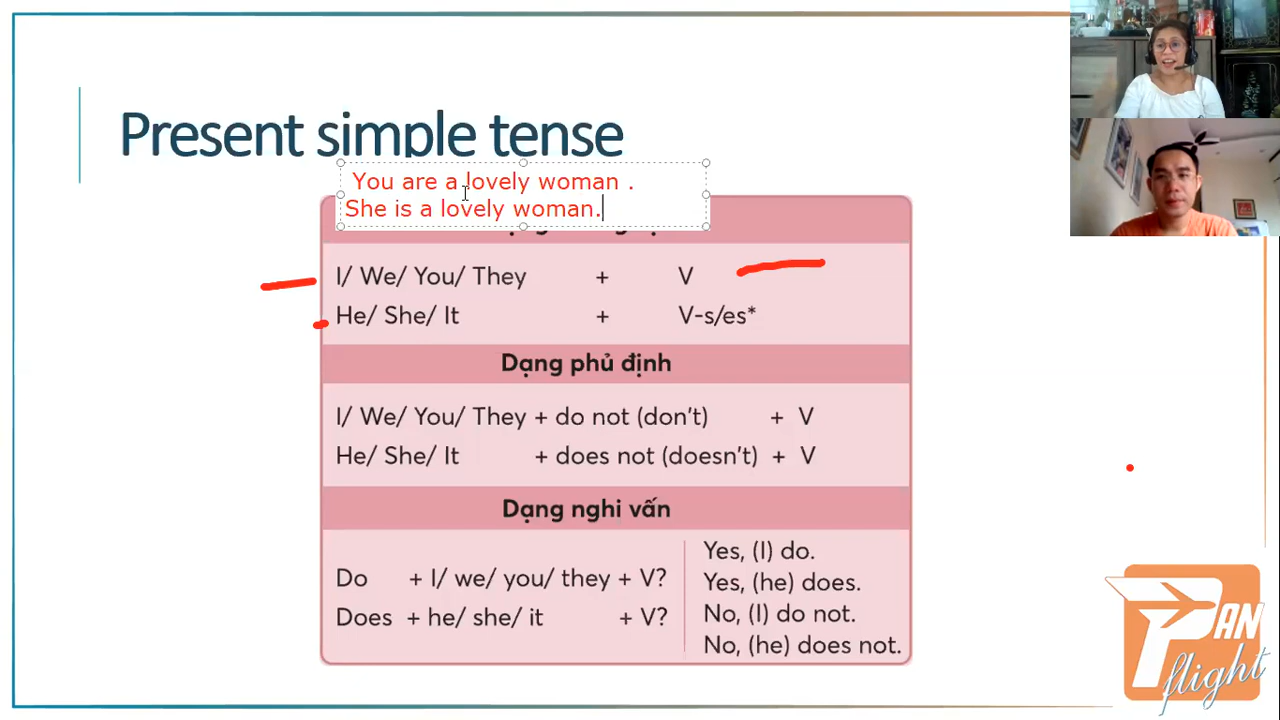 Present simple tense
You are a lovely woman .
She is a lovely woman.
I/ We/ You/ They + V
He/ She/ It + V-s/es*
Dạng phủ định
I/ We/ You/ They + do not (don't) + V
He/ She/ It + does not (doesn't) + V
Dạng nghi vấn
Do + I/ we/ you/ they + V?
Does + he/ she/ it + V?
Yes, (I) do.
Yes, (he) does.
No, (I) do not.
No, (he) does not.
PAN
flight